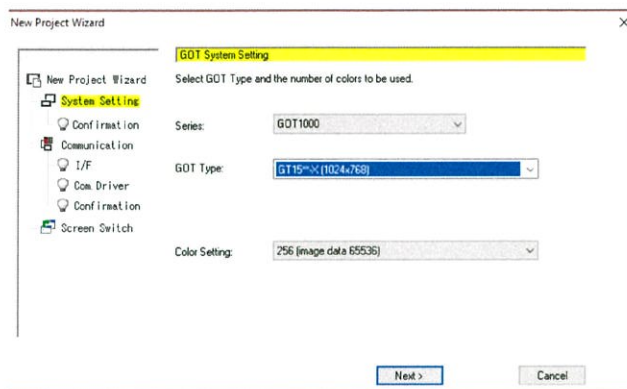 New Project Wizard
GOT System Setting
Select GOT Type and the number of colors to be used.
New Project Wizard
System Setting
Confirmation
Communication
I/F
Com. Driver
Confirmation
Screen Switch
Series:
GOT1000
GOT Type:
GT15**-X (1024x768)
Color Setting:
256 (image data 65536)
Next >
Cancel